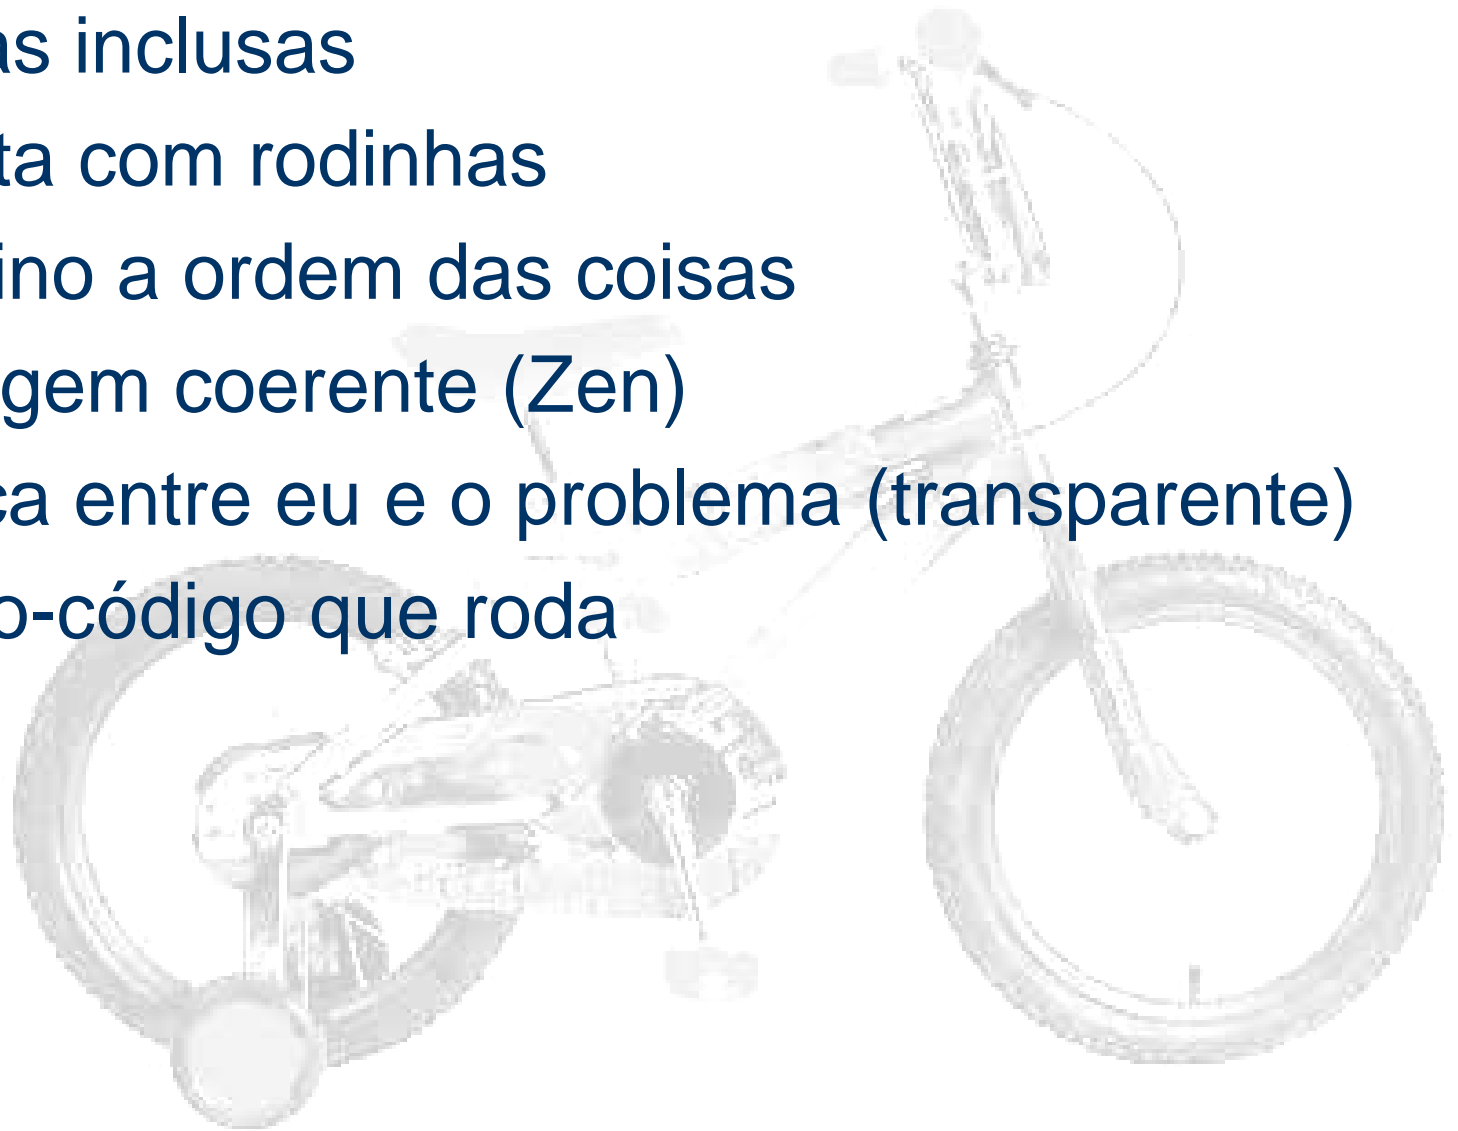 as inclusas
ta com rodinhas
ino a ordem das coisas
gem coerente (Zen)
ca entre eu e o problema (transparente)
o-código que roda